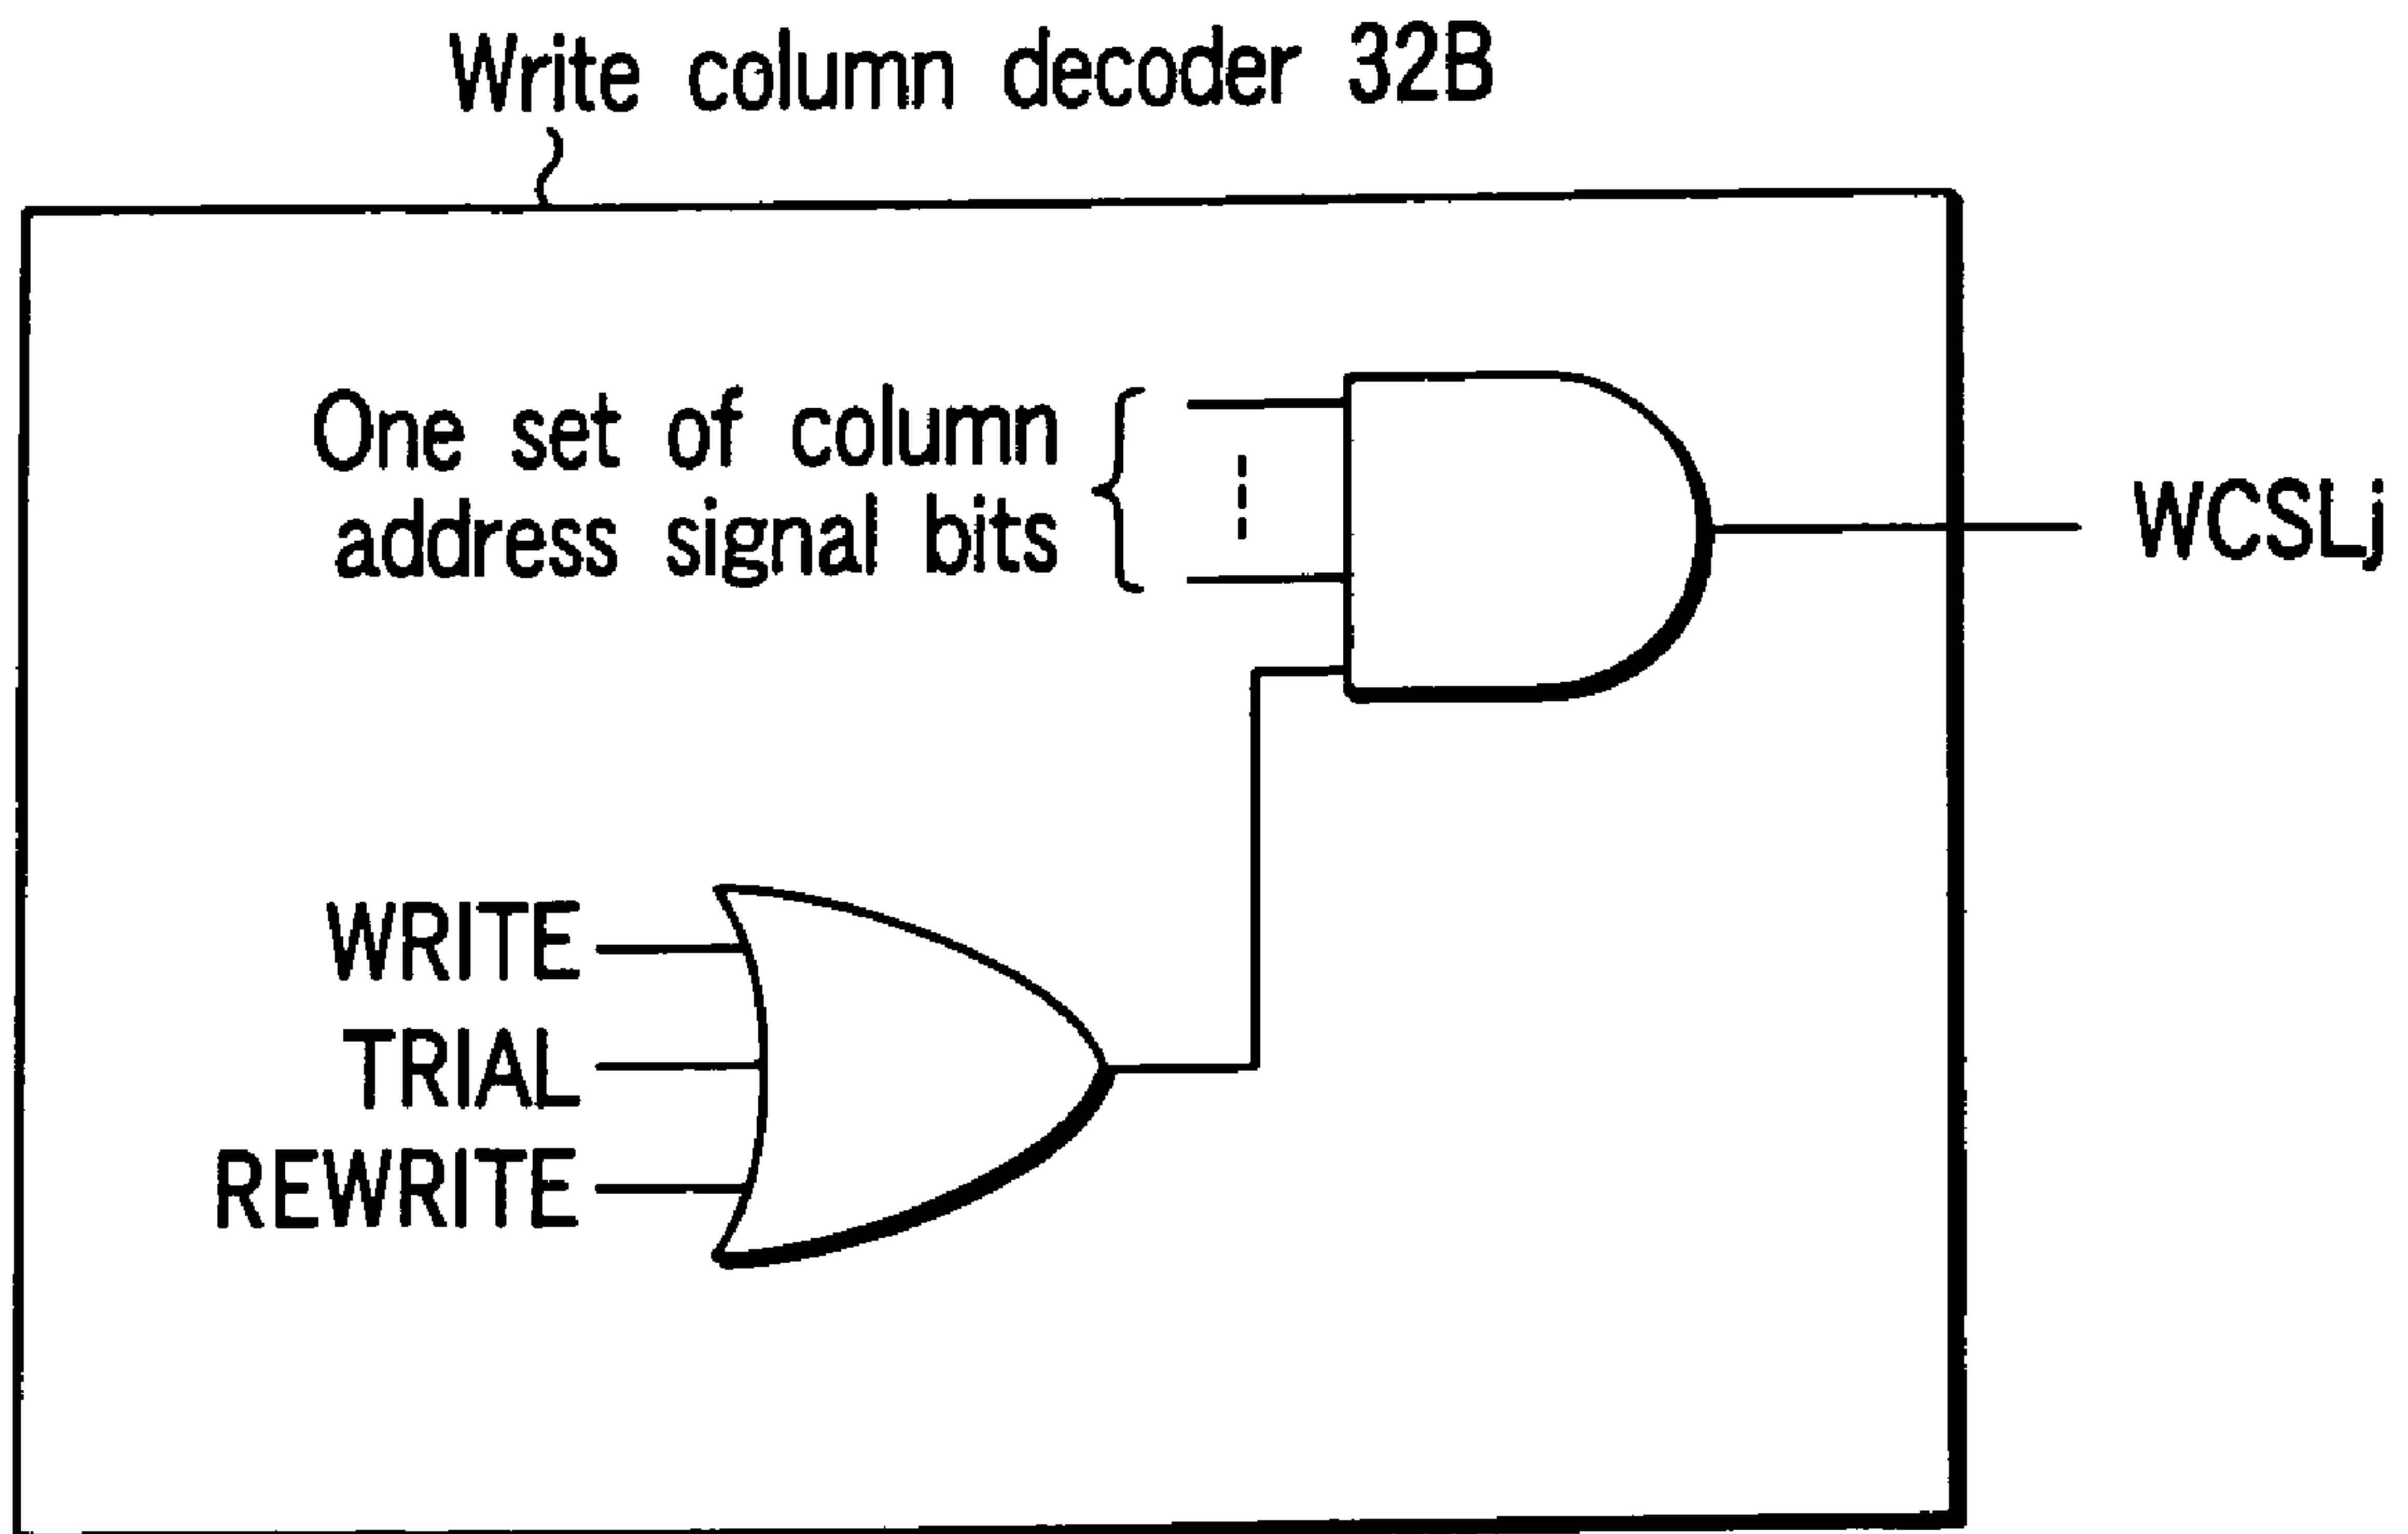 Write column decoder 32B
One set of column
address signal bits
WCSLj
WRITE
TRIAL
REWRITE